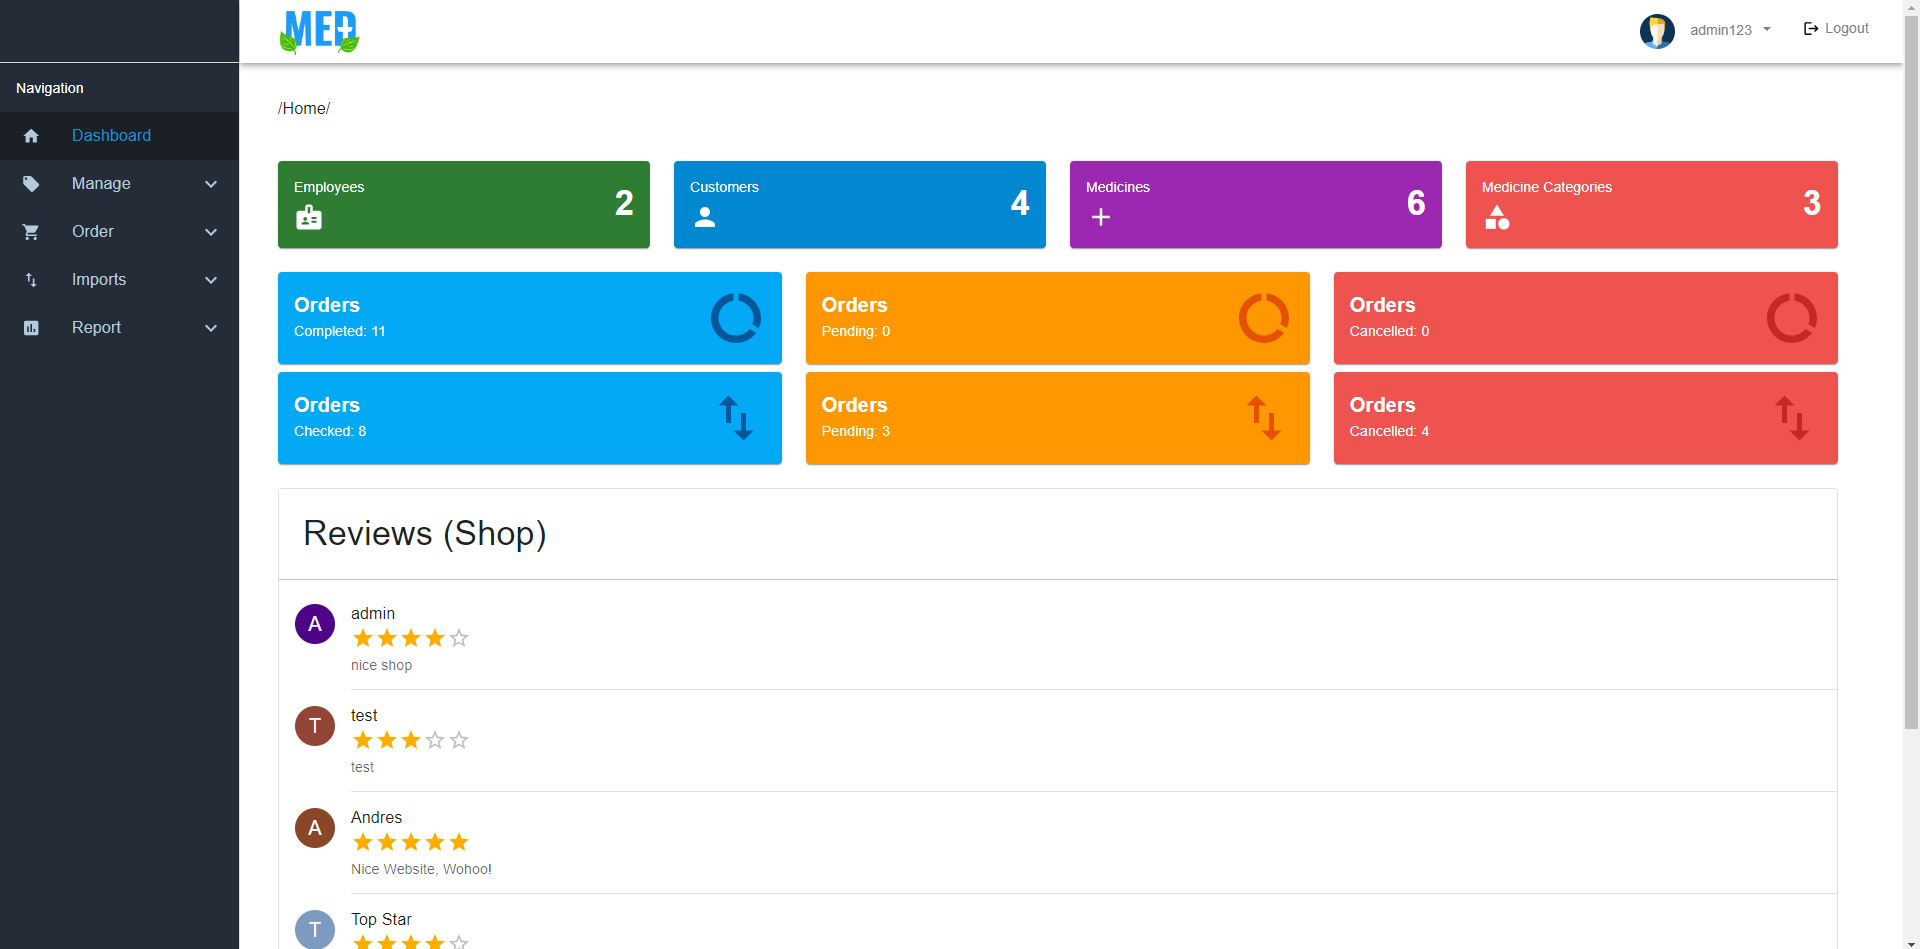 MED
admin123
Logout
Navigation
Dashboard
Manage
Order
Imports
Report
/Home/
Employees
2
Customers
4
Medicines
6
Medicine Categories
3
Orders
Completed: 11
Orders
Pending: 0
Orders
Cancelled: 0
Orders
Checked: 8
Orders
Pending: 3
Orders
Cancelled: 4
Reviews (Shop)
A
admin
nice shop
T
test
test
A
Andres
Nice Website, Wohoo!
T
Top Star